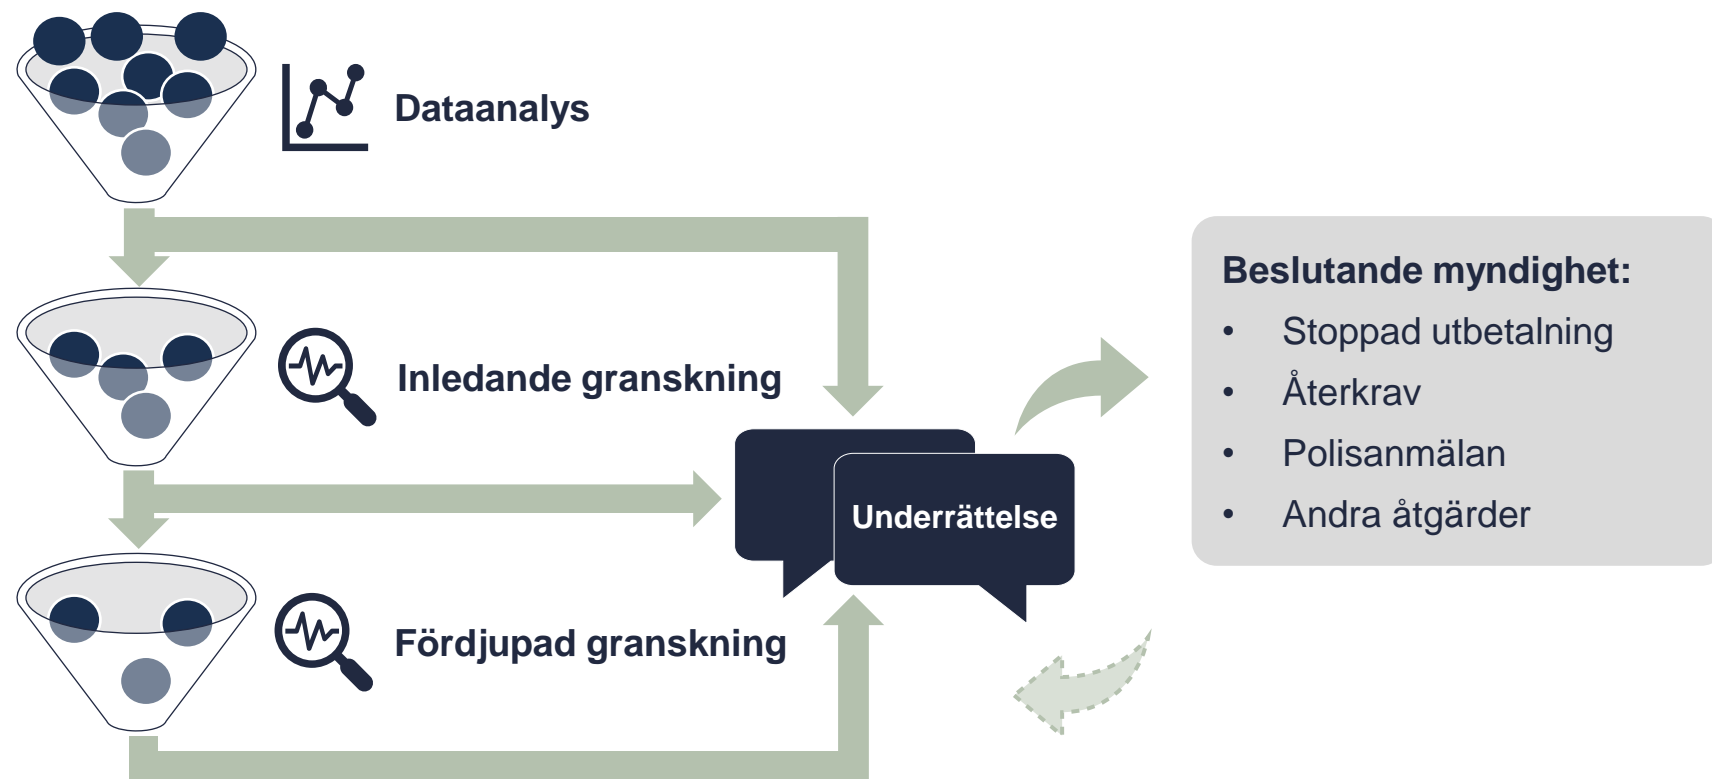 Dataanalys
Inledande granskning
Fördjupad granskning
Underrättelse
Beslutande myndighet:
• Stoppad utbetalning
• Återkrav
• Polisanmälan
• Andra åtgärder